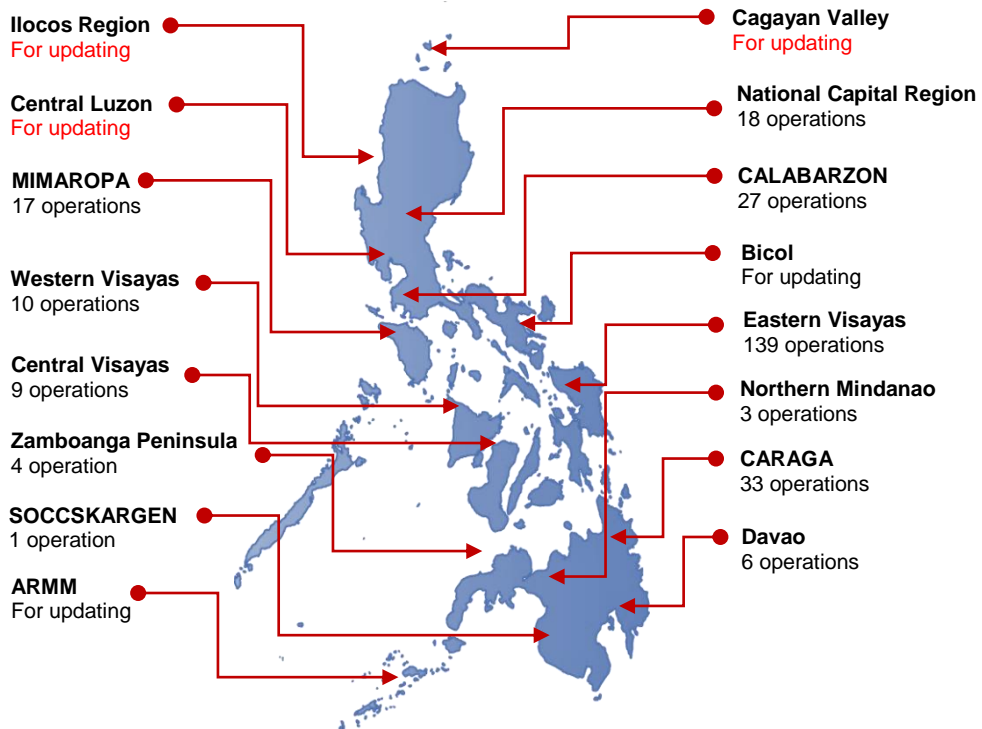 Ilocos Region
For updating
Central Luzon
For updating
MIMAROPA
17 operations
Western Visayas
10 operations
Central Visayas
9 operations
Zamboanga Peninsula
4 operation
SOCCSKARGEN
1 operation
ARMM
For updating
Cagayan Valley
For updating
National Capital Region
18 operations
CALABARZON
27 operations
Bicol
For updating
Eastern Visayas
139 operations
Northern Mindanao
3 operations
CARAGA
33 operations
Davao
6 operations